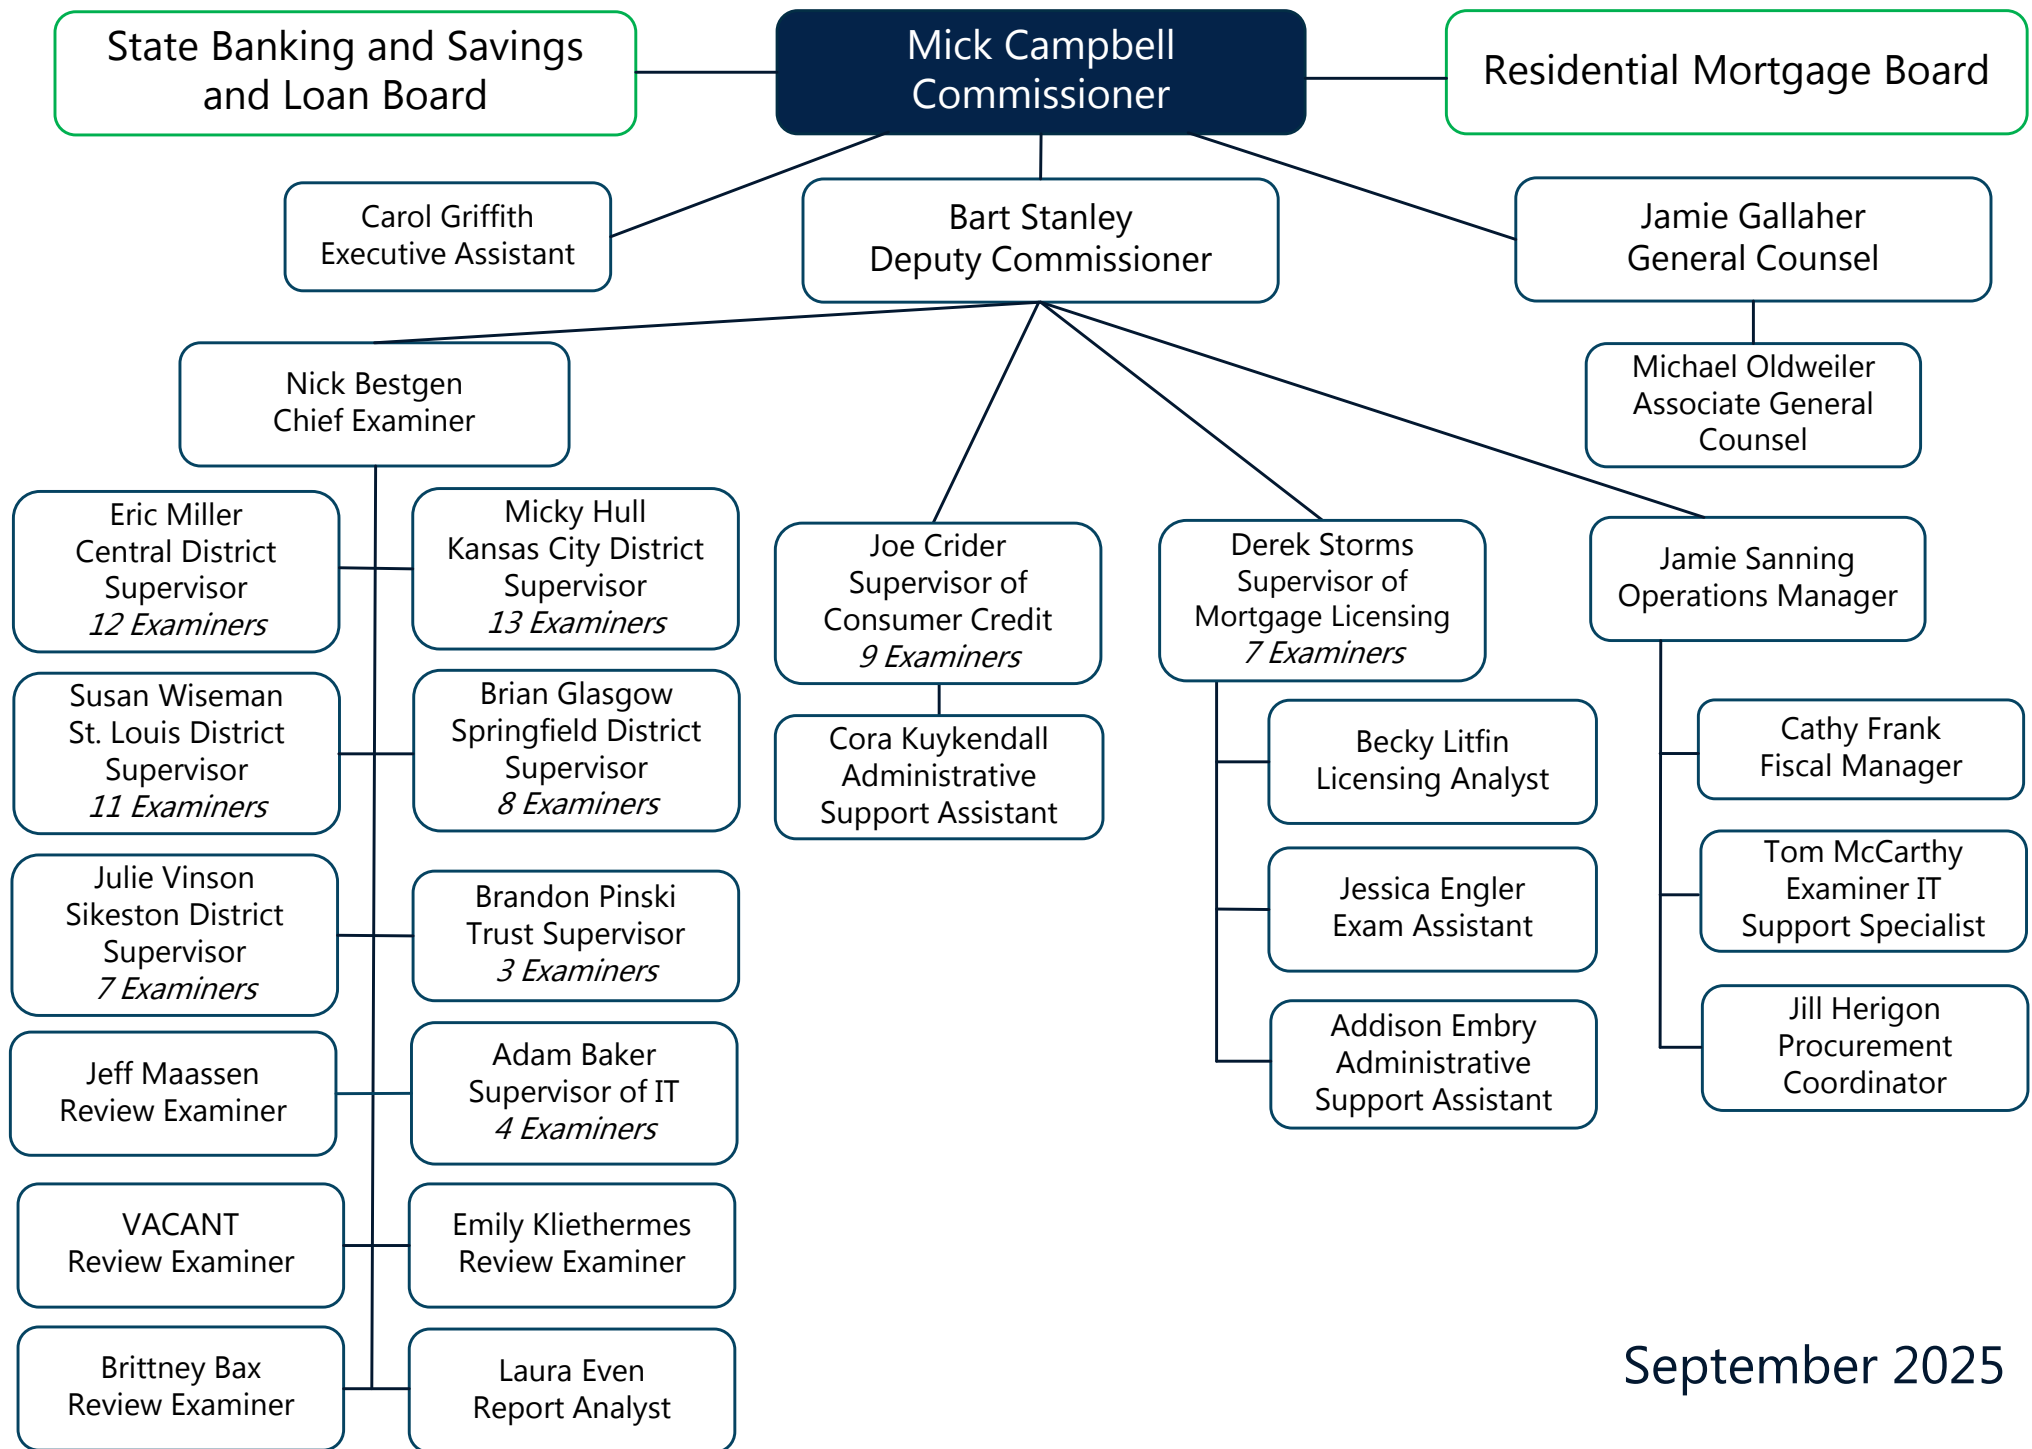 State Banking and Savings
and Loan Board
Mick Campbell
Commissioner
Residential Mortgage Board
Carol Griffith
Executive Assistant
Bart Stanley
Deputy Commissioner
Jamie Gallaher
General Counsel
Michael Oldweiler
Associate General
Counsel
Nick Bestgen
Chief Examiner
Eric Miller
Central District
Supervisor
12 Examiners
Micky Hull
Kansas City District
Supervisor
13 Examiners
Susan Wiseman
St. Louis District
Supervisor
11 Examiners
Brian Glasgow
Springfield District
Supervisor
8 Examiners
Julie Vinson
Sikeston District
Supervisor
7 Examiners
Brandon Pinski
Trust Supervisor
3 Examiners
Jeff Maassen
Review Examiner
Adam Baker
Supervisor of IT
4 Examiners
VACANT
Review Examiner
Emily Kliethermes
Review Examiner
Brittney Bax
Review Examiner
Laura Even
Report Analyst
Joe Crider
Supervisor of
Consumer Credit
9 Examiners
Cora Kuykendall
Administrative
Support Assistant
Derek Storms
Supervisor of
Mortgage Licensing
7 Examiners
Becky Litfin
Licensing Analyst
Jessica Engler
Exam Assistant
Addison Embry
Administrative
Support Assistant
Jamie Sanning
Operations Manager
Cathy Frank
Fiscal Manager
Tom McCarthy
Examiner IT
Support Specialist
Jill Herigon
Procurement
Coordinator
September 2025